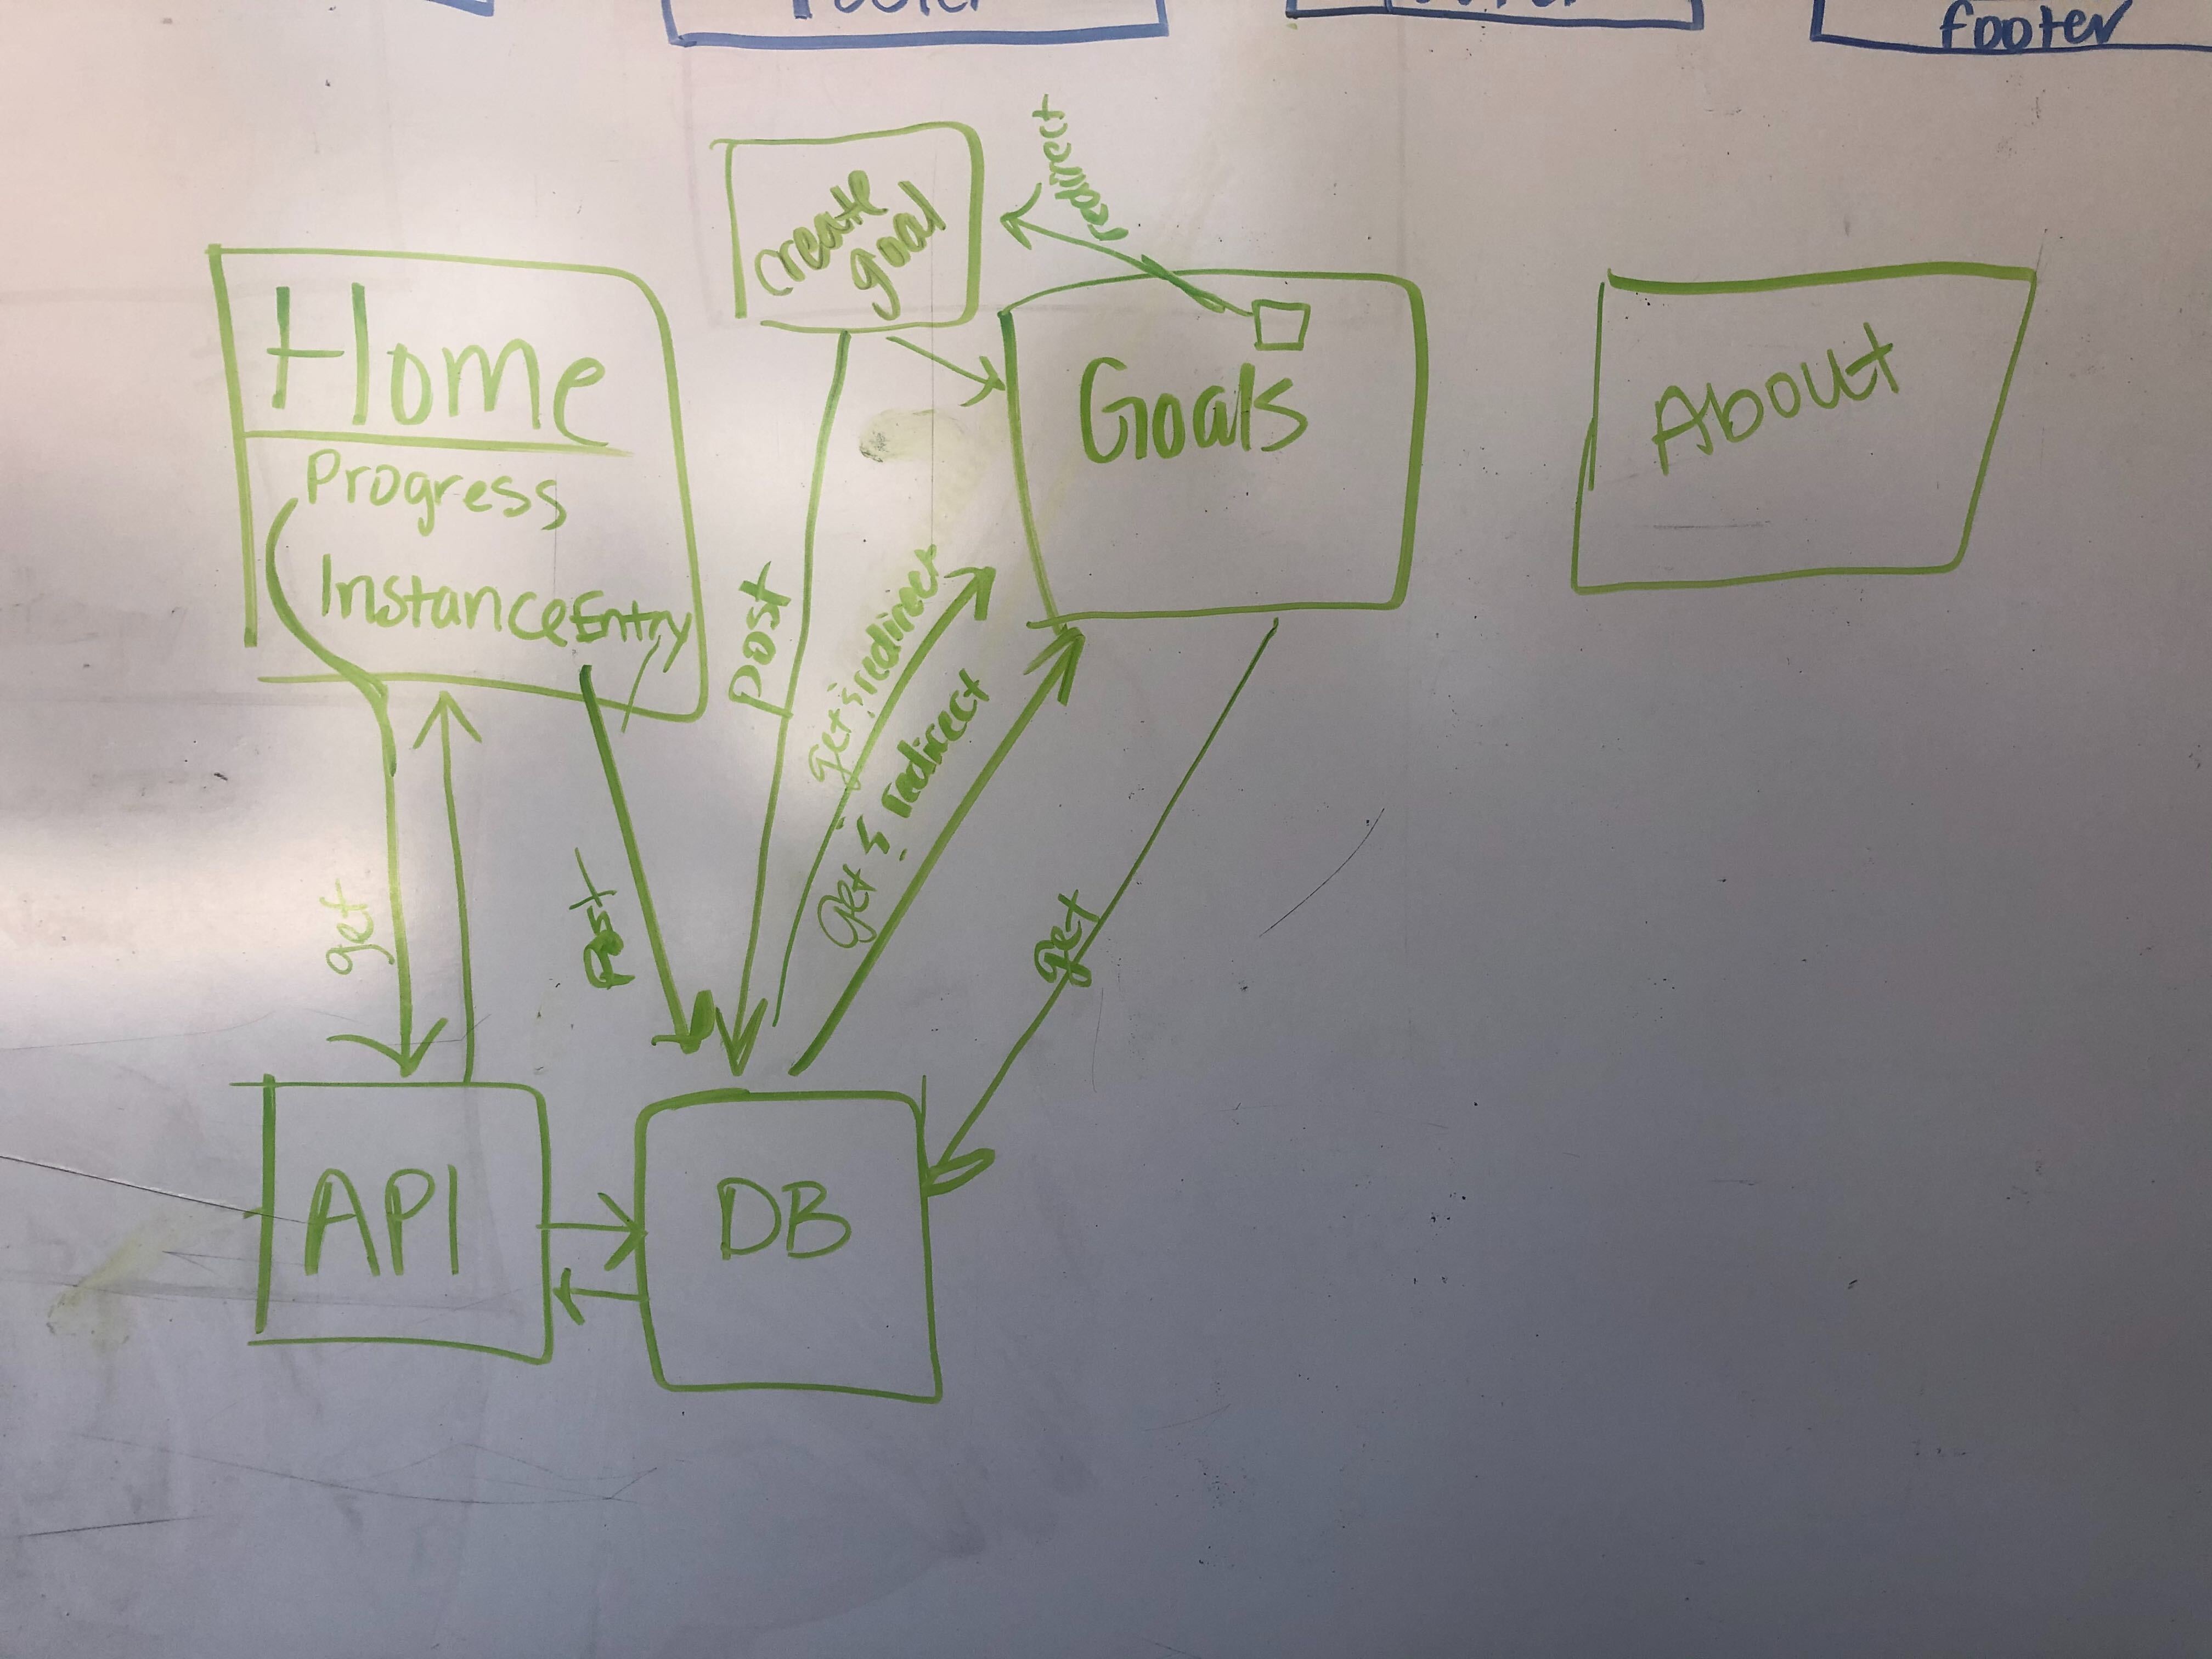 footer
footer
redirect
create
goal
Home
Goals
About
Progress
InstanceEntry
post
get & redirect
get & redirect
get
post
get
API
DB